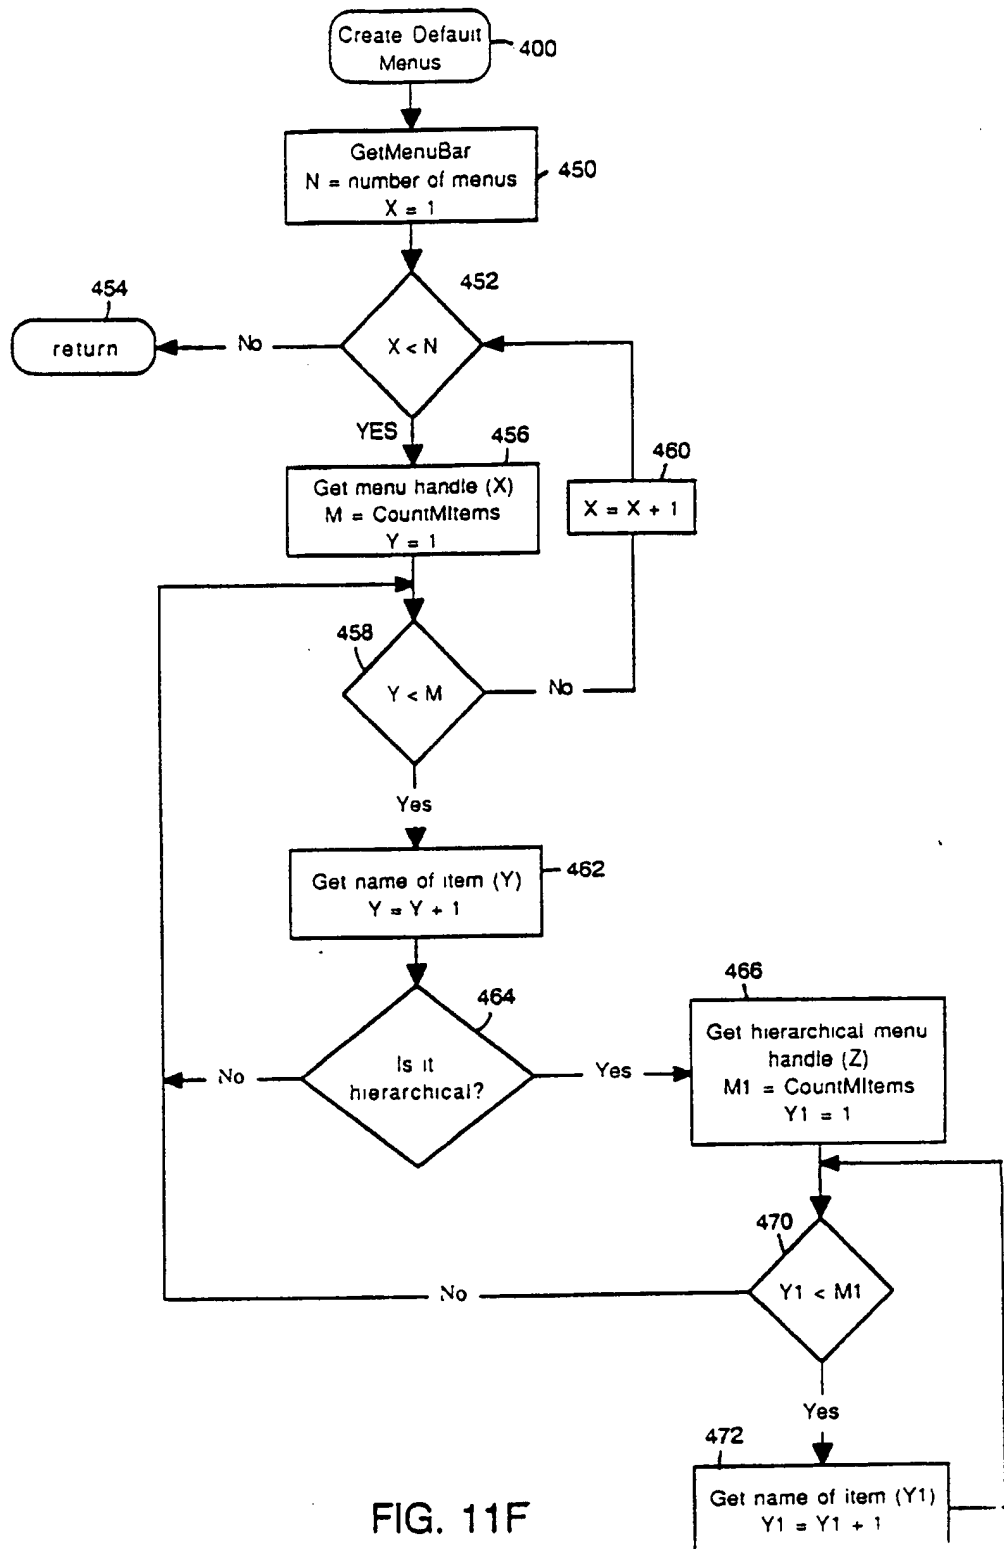 Create Default
Menus
400
GetMenuBar
N = number of menus
X = 1
450
452
454
return
No
X < N
YES
456
460
Get menu handle (X)
M = CountMItems
Y = 1
X = X + 1
458
Y < M
No
Yes
Get name of item (Y)
Y = Y + 1
462
464
466
Is it
hierarchical?
No
Yes
Get hierarchical menu
handle (Z)
M1 = CountMItems
Y1 = 1
470
Y1 < M1
No
Yes
472
Get name of item (Y1)
Y1 = Y1 + 1
FIG. 11F